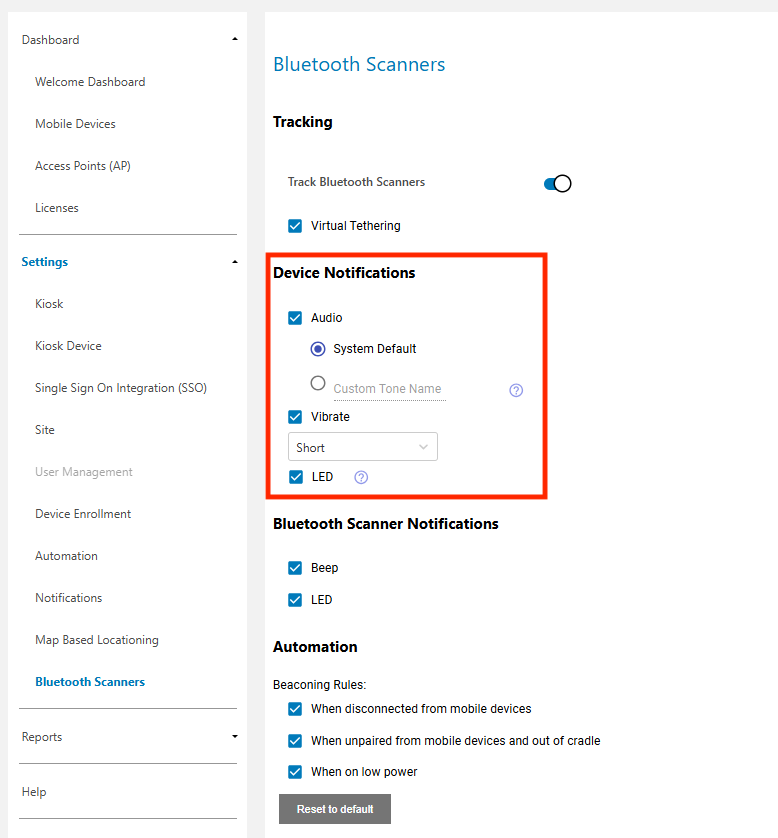 Dashboard
Welcome Dashboard
Mobile Devices
Access Points (AP)
Licenses
Settings
Kiosk
Kiosk Device
Single Sign On Integration (SSO)
Site
User Management
Device Enrollment
Automation
Notifications
Map Based Locationing
Bluetooth Scanners
Reports
Help
Bluetooth Scanners
Tracking
Track Bluetooth Scanners
Virtual Tethering
Device Notifications
Audio
System Default
Custom Tone Name
?
Vibrate
Short
LED ?
Bluetooth Scanner Notifications
Beep
LED
Automation
Beaconing Rules:
When disconnected from mobile devices
When unpaired from mobile devices and out of cradle
When on low power
Reset to default